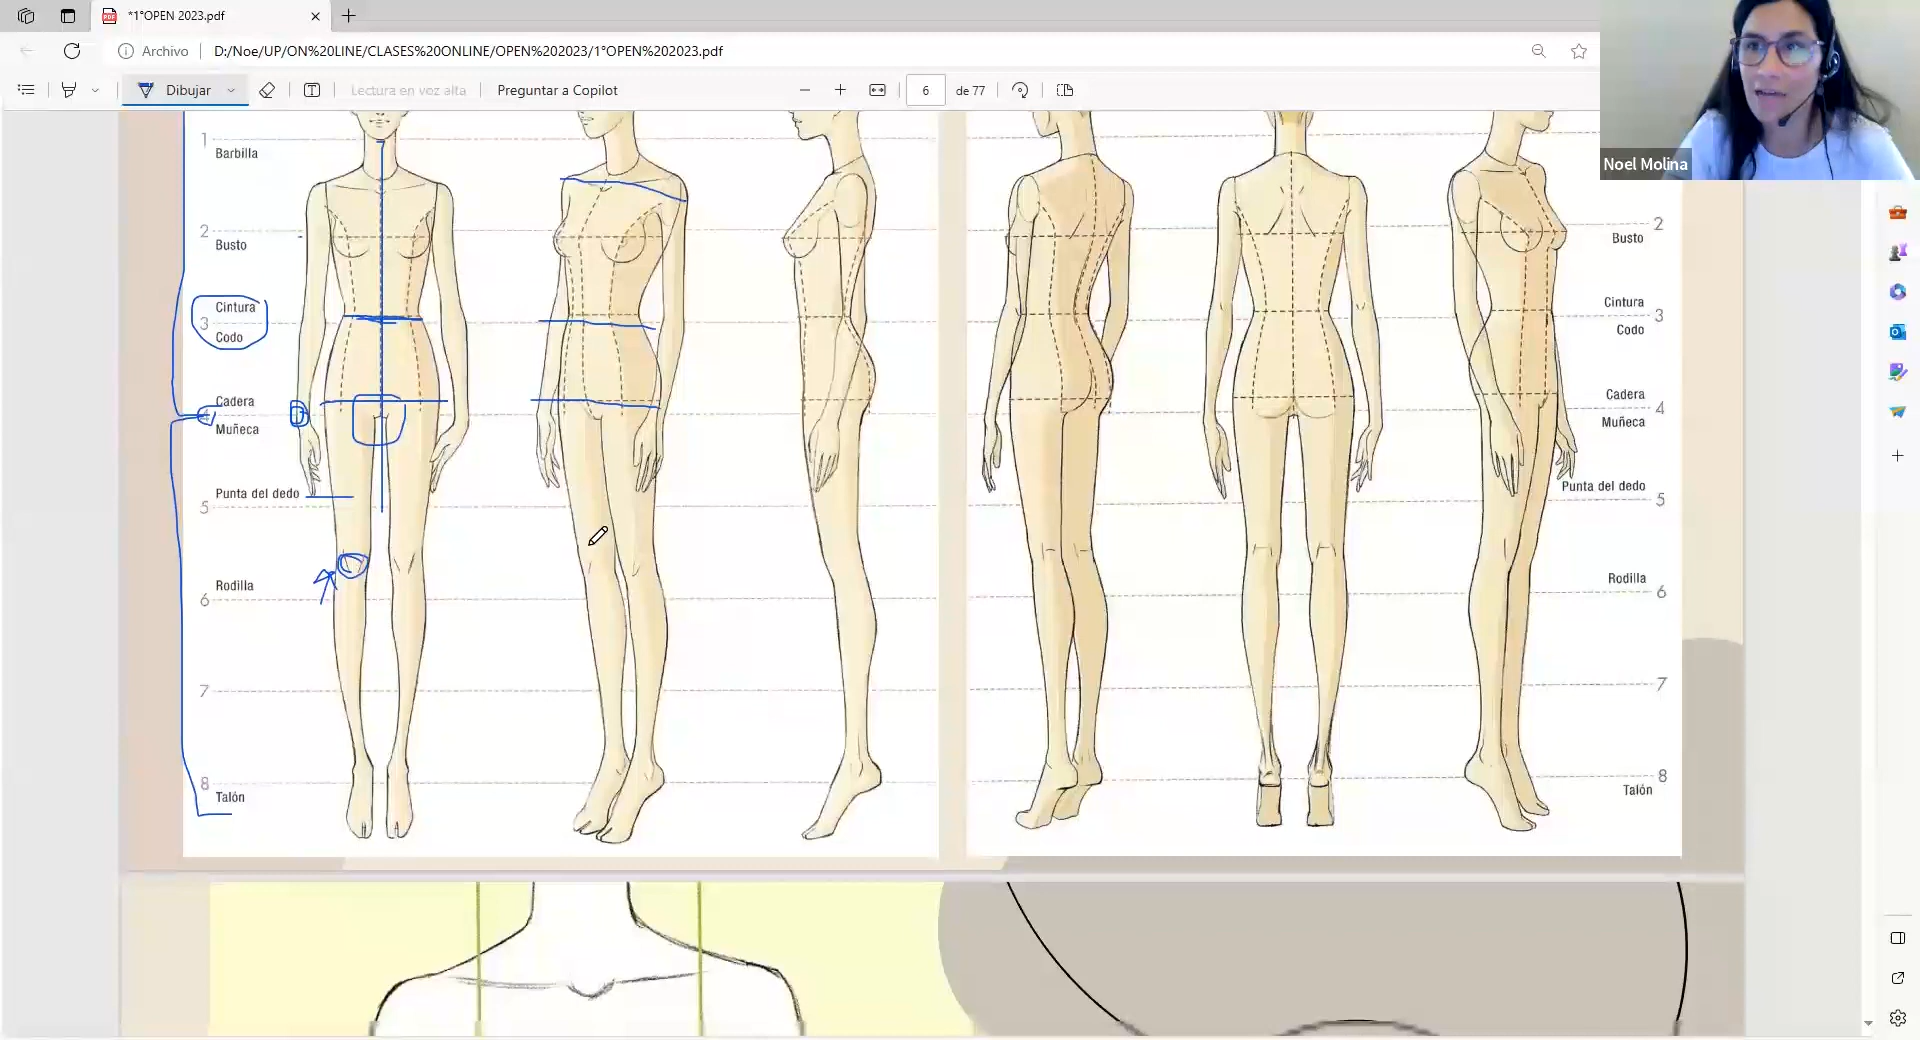 *1°OPEN 2023.pdf
Archivo
D:/Noe/UP/ON%20LINE/CLASES%20ONLINE/OPEN%202023/1°OPEN%202023.pdf
Dibujar
Lectura en voz alta
Preguntar a Copilot
6
de 77
Noel Molina
1
Barbilla
2
Busto
Cintura
3
Codo
Cadera
4
Muñeca
Punta del dedo
5
Rodilla
6
7
8
Talón
2
Busto
Cintura
3
Codo
Cadera
4
Muñeca
Punta del dedo
5
Rodilla
6
7
8
Talón